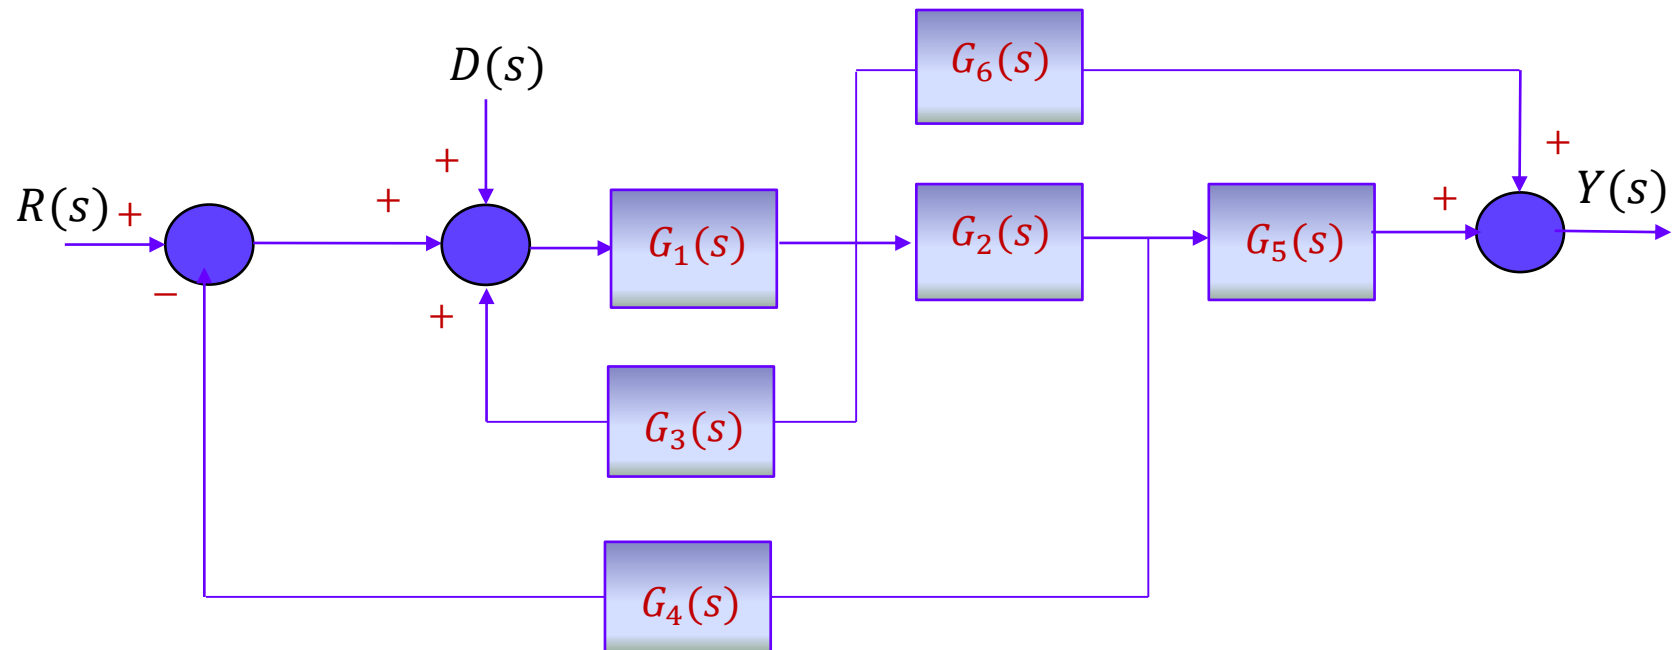 G₆(s)
D(s)
+
+
R(s) +
+
G₁(s)
G₂(s)
G₅(s)
+
Y(s)
−
+
G₃(s)
G₄(s)